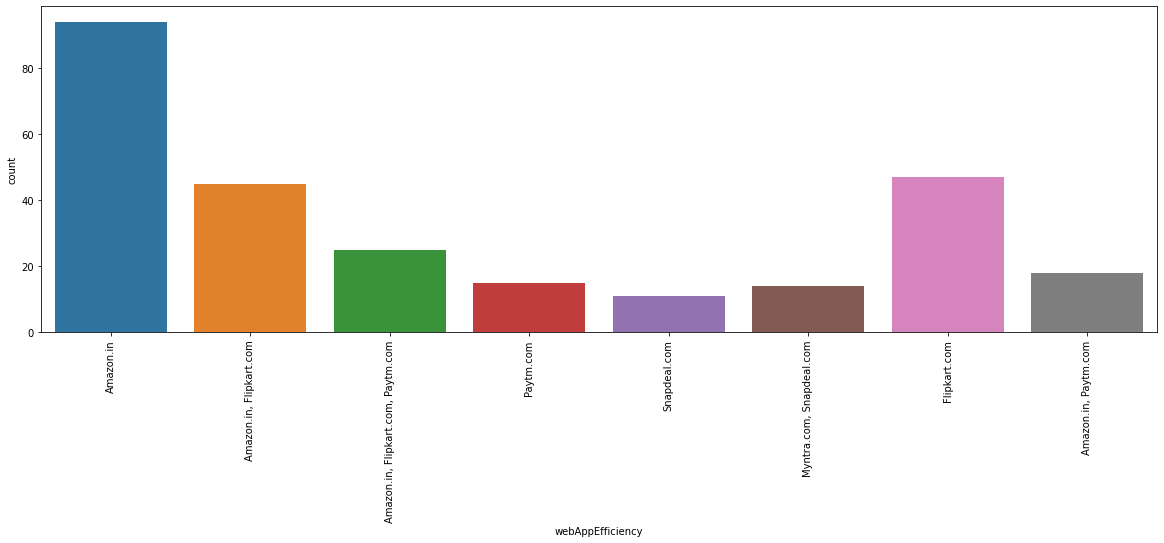 80
60
40
20
0
count
Amazon.in
Amazon.in, Flipkart.com
Amazon.in, Flipkart.com, Paytm.com
Paytm.com
Snapdeal.com
Myntra.com, Snapdeal.com
Flipkart.com
Amazon.in, Paytm.com
webAppEfficiency